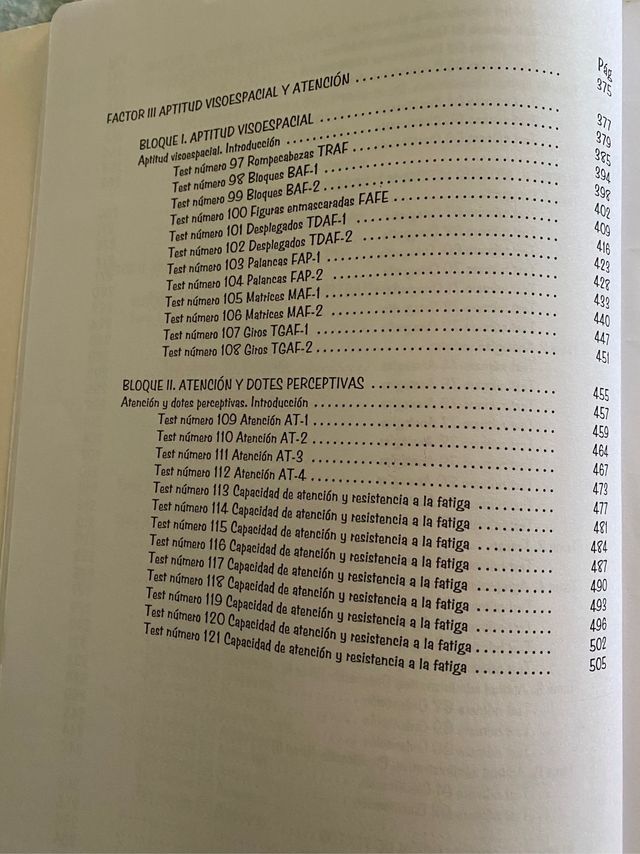 Pág
FACTOR III APTITUD VISOESPACIAL Y ATENCIÓN .......................... 375
BLOQUE I. APTITUD VISOESPACIAL .......................... 377
Aptitud visoespacial. Introducción .......................... 379
Test número 97 Rompecabezas TRAF .......................... 385
Test número 98 Bloques BAF-1 .......................... 394
Test número 99 Bloques BAF-2 .......................... 398
Test número 100 Figuras enmascaradas FAFE .......................... 402
Test número 101 Desplegados TDAF-1 .......................... 409
Test número 102 Desplegados TDAF-2 .......................... 416
Test número 103 Palancas FAP-1 .......................... 423
Test número 104 Palancas FAP-2 .......................... 428
Test número 105 Matrices MAF-1 .......................... 433
Test número 106 Matrices MAF-2 .......................... 440
Test número 107 Giros TGAF-1 .......................... 447
Test número 108 Giros TGAF-2 .......................... 451
BLOQUE II. ATENCIÓN Y DOTES PERCEPTIVAS .......................... 455
Atención y dotes perceptivas. Introducción .......................... 457
Test número 109 Atención AT-1 .......................... 459
Test número 110 Atención AT-2 .......................... 464
Test número 111 Atención AT-3 .......................... 467
Test número 112 Atención AT-4 .......................... 473
Test número 113 Capacidad de atención y resistencia a la fatiga .......... 477
Test número 114 Capacidad de atención y resistencia a la fatiga .......... 481
Test número 115 Capacidad de atención y resistencia a la fatiga .......... 484
Test número 116 Capacidad de atención y resistencia a la fatiga .......... 487
Test número 117 Capacidad de atención y resistencia a la fatiga .......... 490
Test número 118 Capacidad de atención y resistencia a la fatiga .......... 493
Test número 119 Capacidad de atención y resistencia a la fatiga .......... 496
Test número 120 Capacidad de atención y resistencia a la fatiga .......... 502
Test número 121 Capacidad de atención y resistencia a la fatiga .......... 505